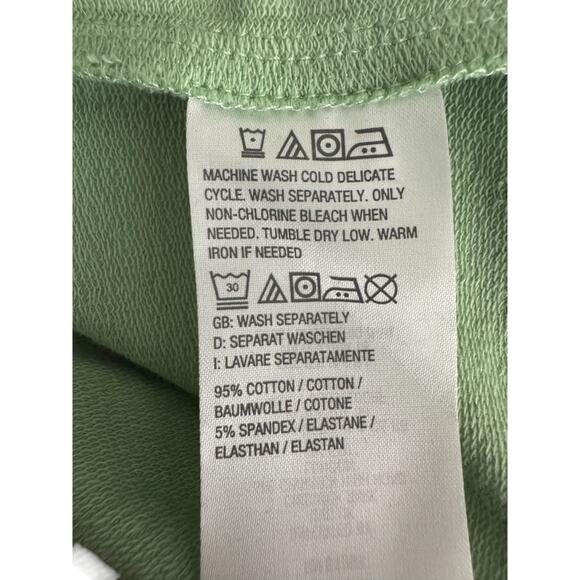 MACHINE WASH COLD DELICATE
CYCLE. WASH SEPARATELY. ONLY
NON-CHLORINE BLEACH WHEN
NEEDED. TUMBLE DRY LOW. WARM
IRON IF NEEDED
30
GB: WASH SEPARATELY
D: SEPARAT WASCHEN
I: LAVARE SEPARATAMENTE
95% COTTON / COTTON /
BAUMWOLLE / COTONE
5% SPANDEX / ELASTANE /
ELASTHAN / ELASTAN